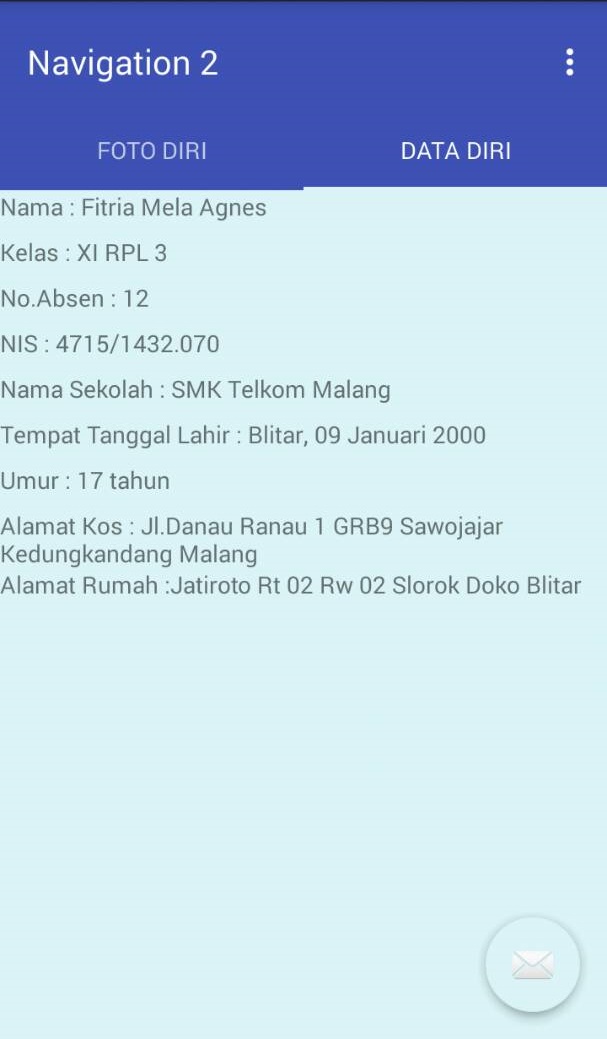 Navigation 2
FOTO DIRI
DATA DIRI
Nama : Fitria Mela Agnes
Kelas : XI RPL 3
No.Absen : 12
NIS : 4715/1432.070
Nama Sekolah : SMK Telkom Malang
Tempat Tanggal Lahir : Blitar, 09 Januari 2000
Umur : 17 tahun
Alamat Kos : Jl.Danau Ranau 1 GRB9 Sawojajar
Kedungkandang Malang
Alamat Rumah :Jatiroto Rt 02 Rw 02 Slorok Doko Blitar